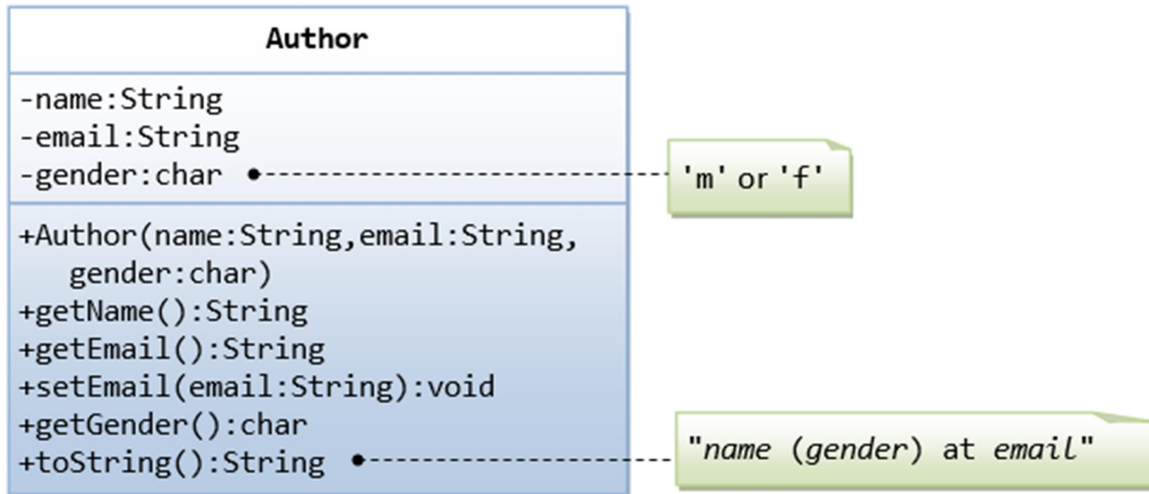 Author
-name:String
-email:String
-gender:char
'm' or 'f'
+Author(name:String,email:String,
gender:char)
+getName():String
+getEmail():String
+setEmail(email:String):void
+getGender():char
+toString():String
"name (gender) at email"